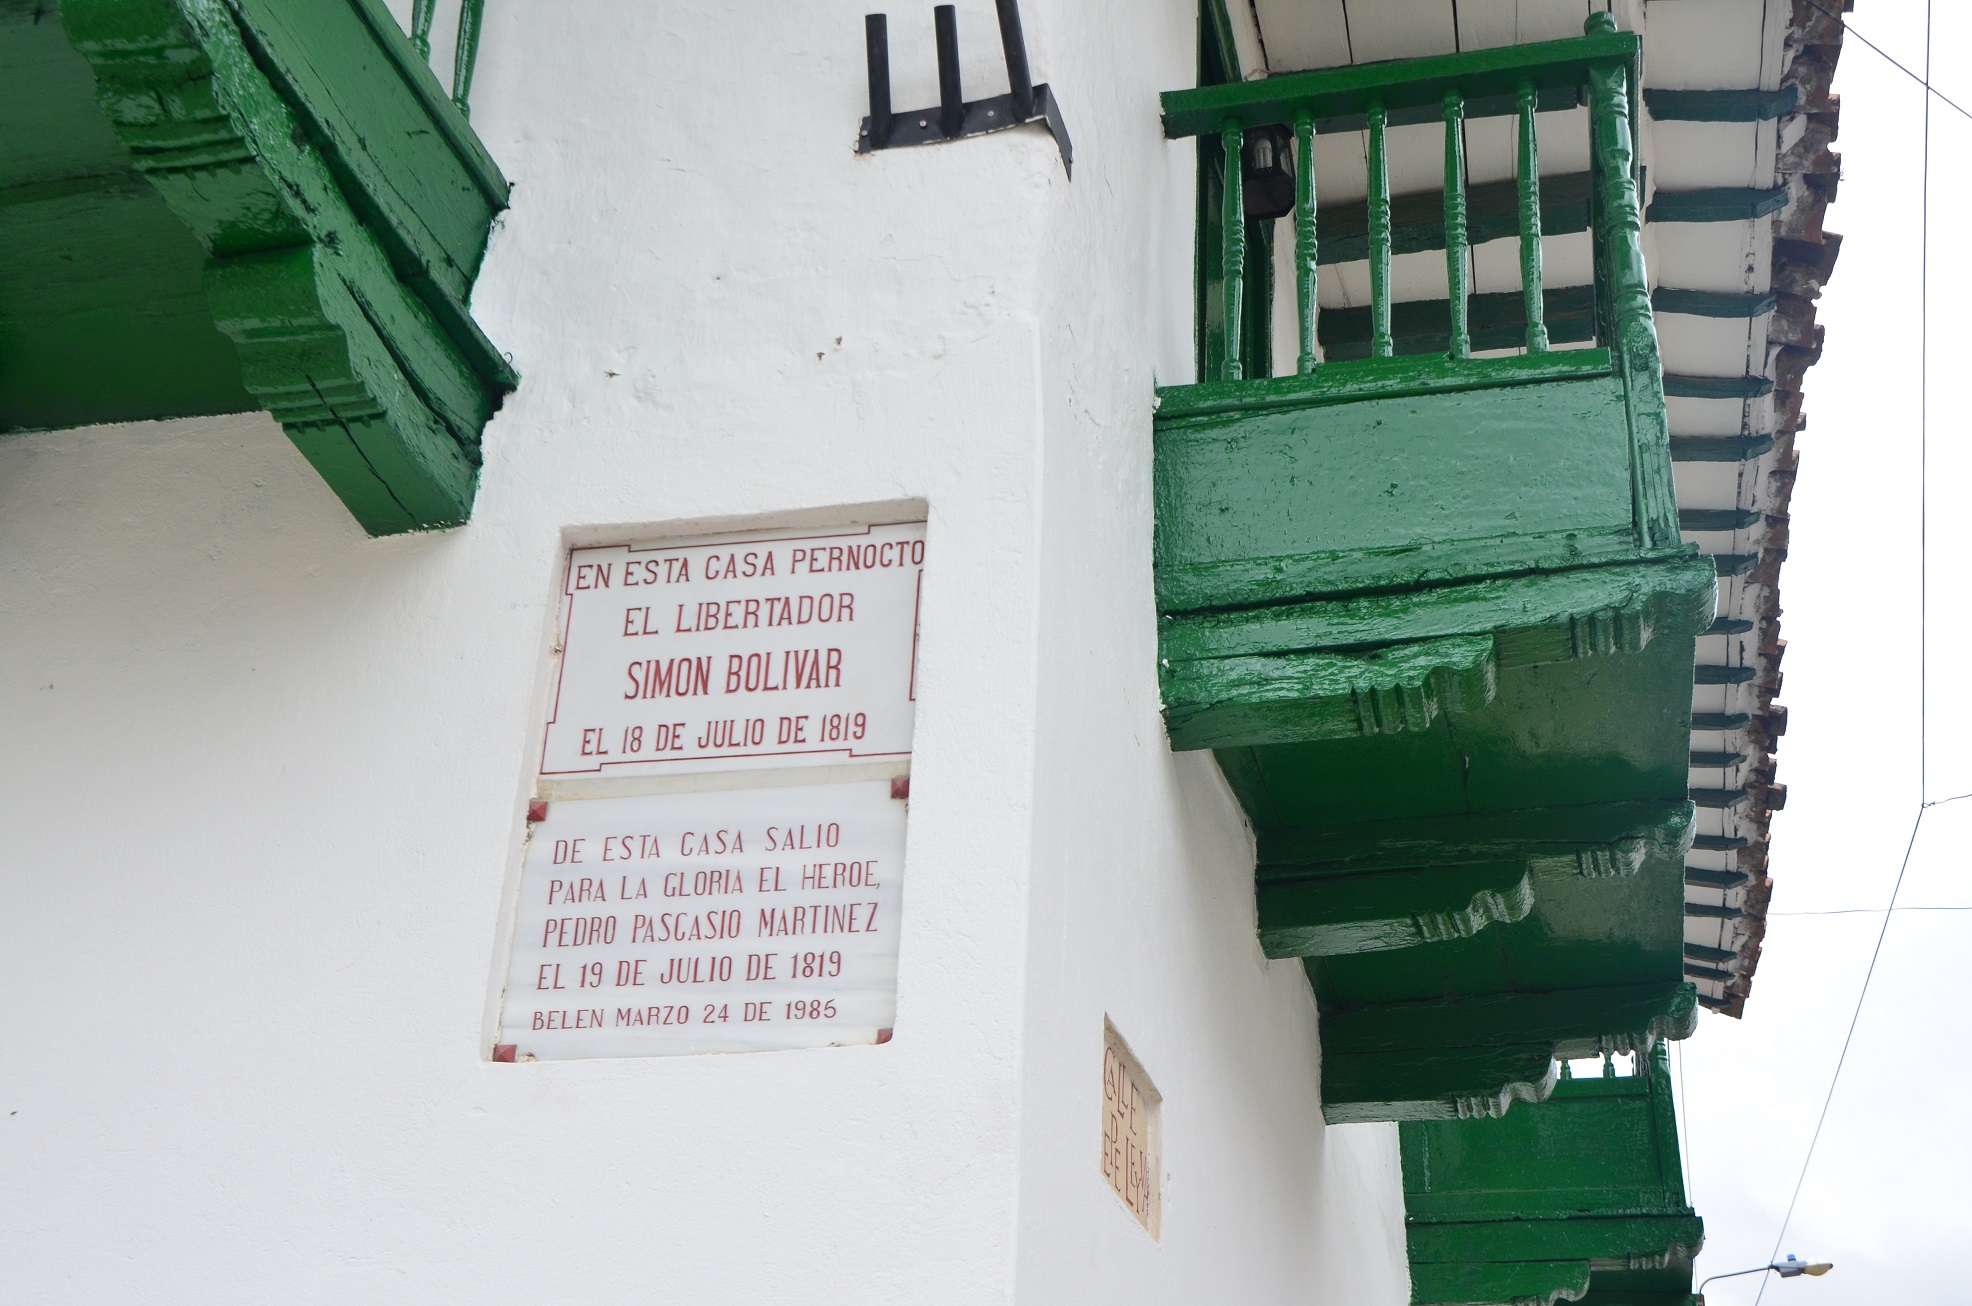 EN ESTA CASA PERNOCTO
EL LIBERTADOR
SIMON BOLIVAR
EL 18 DE JULIO DE 1819
DE ESTA CASA SALIO
PARA LA GLORIA EL HEROE,
PEDRO PASCASIO MARTINEZ
EL 19 DE JULIO DE 1819
BELEN MARZO 24 DE 1985
CALLE
DE